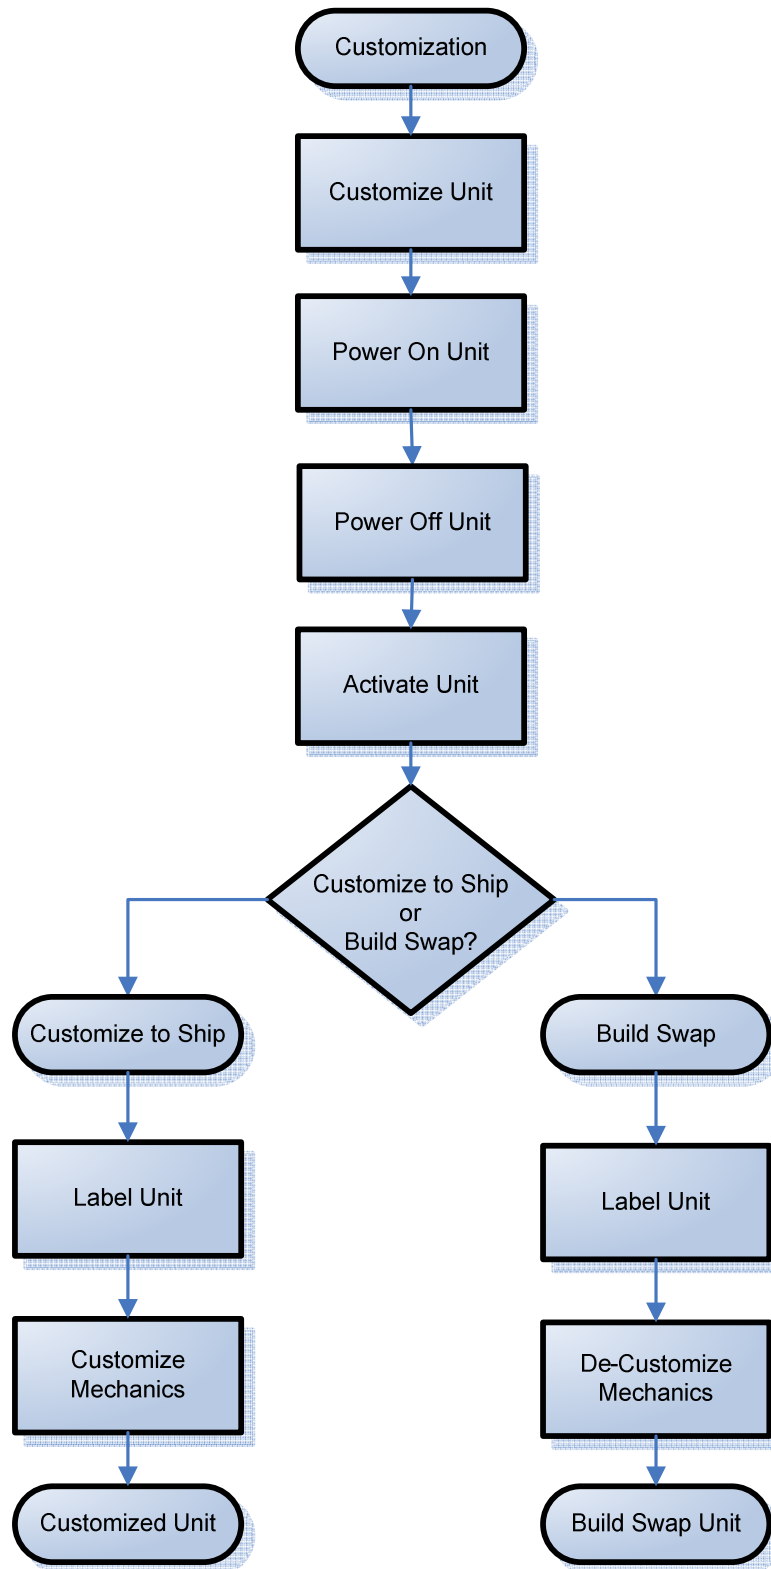 Customization
Customize Unit
Power On Unit
Power Off Unit
Activate Unit
Customize to Ship
or
Build Swap?
Customize to Ship
Build Swap
Label Unit
Label Unit
Customize
Mechanics
De-Customize
Mechanics
Customized Unit
Build Swap Unit